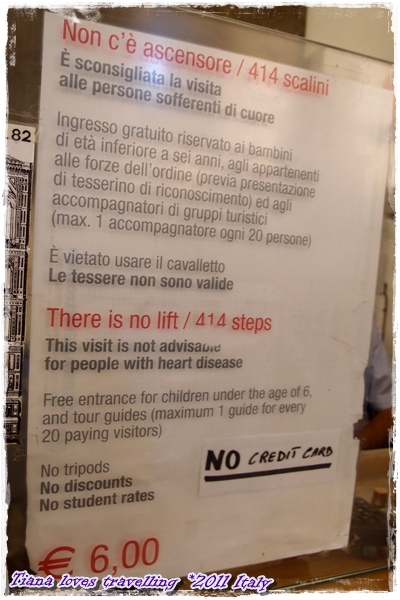 Non c'è ascensore / 414 scalini
È sconsigliata la visita
alle persone sofferenti di cuore
Ingresso gratuito riservato ai bambini
di età inferiore a sei anni, agli appartenenti
alle forze dell'ordine (previa presentazione
di tesserino di riconoscimento) ed agli
accompagnatori di gruppi turistici
(max. 1 accompagnatore ogni 20 persone)
È vietato usare il cavalletto
Le tessere non sono valide
There is no lift / 414 steps
This visit is not advisable
for people with heart disease
Free entrance for children under the age of 6,
and tour guides (maximum 1 guide for every
20 paying visitors)
NO CREDIT CARD
No tripods
No discounts
No student rates
€ 6,00
82
Tiana loves travelling *2011 Italy